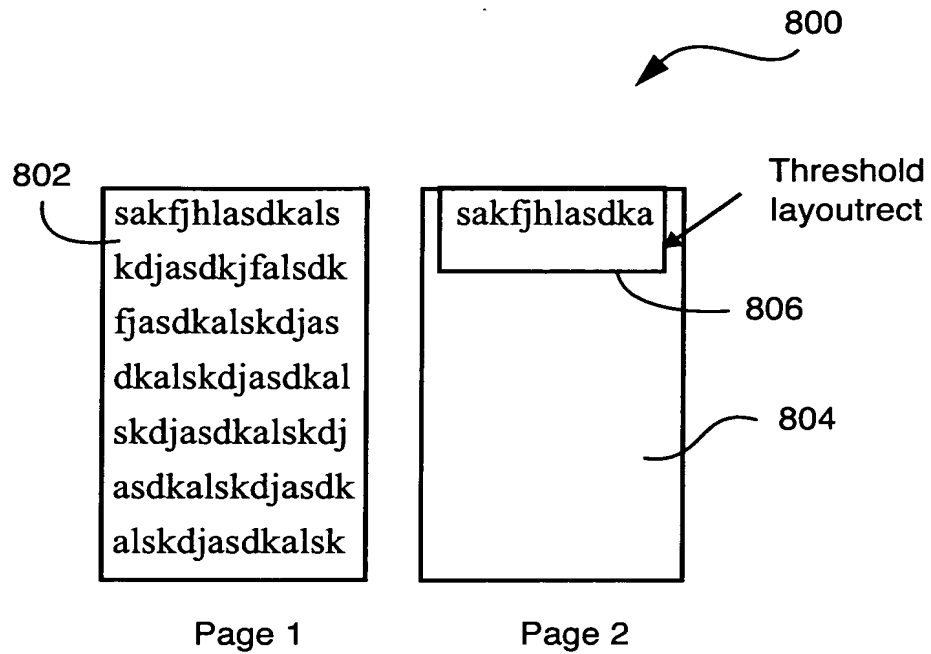 800
802
sakfjhlasdkals
kdjasdkjfalsdk
fjasdkalskdjas
dkalskdjasdkal
skdjasdkalskdj
asdkalskdjasdk
alskdjasdkalsk
Page 1
sakfjhlasdka
Threshold
layoutrect
806
804
Page 2